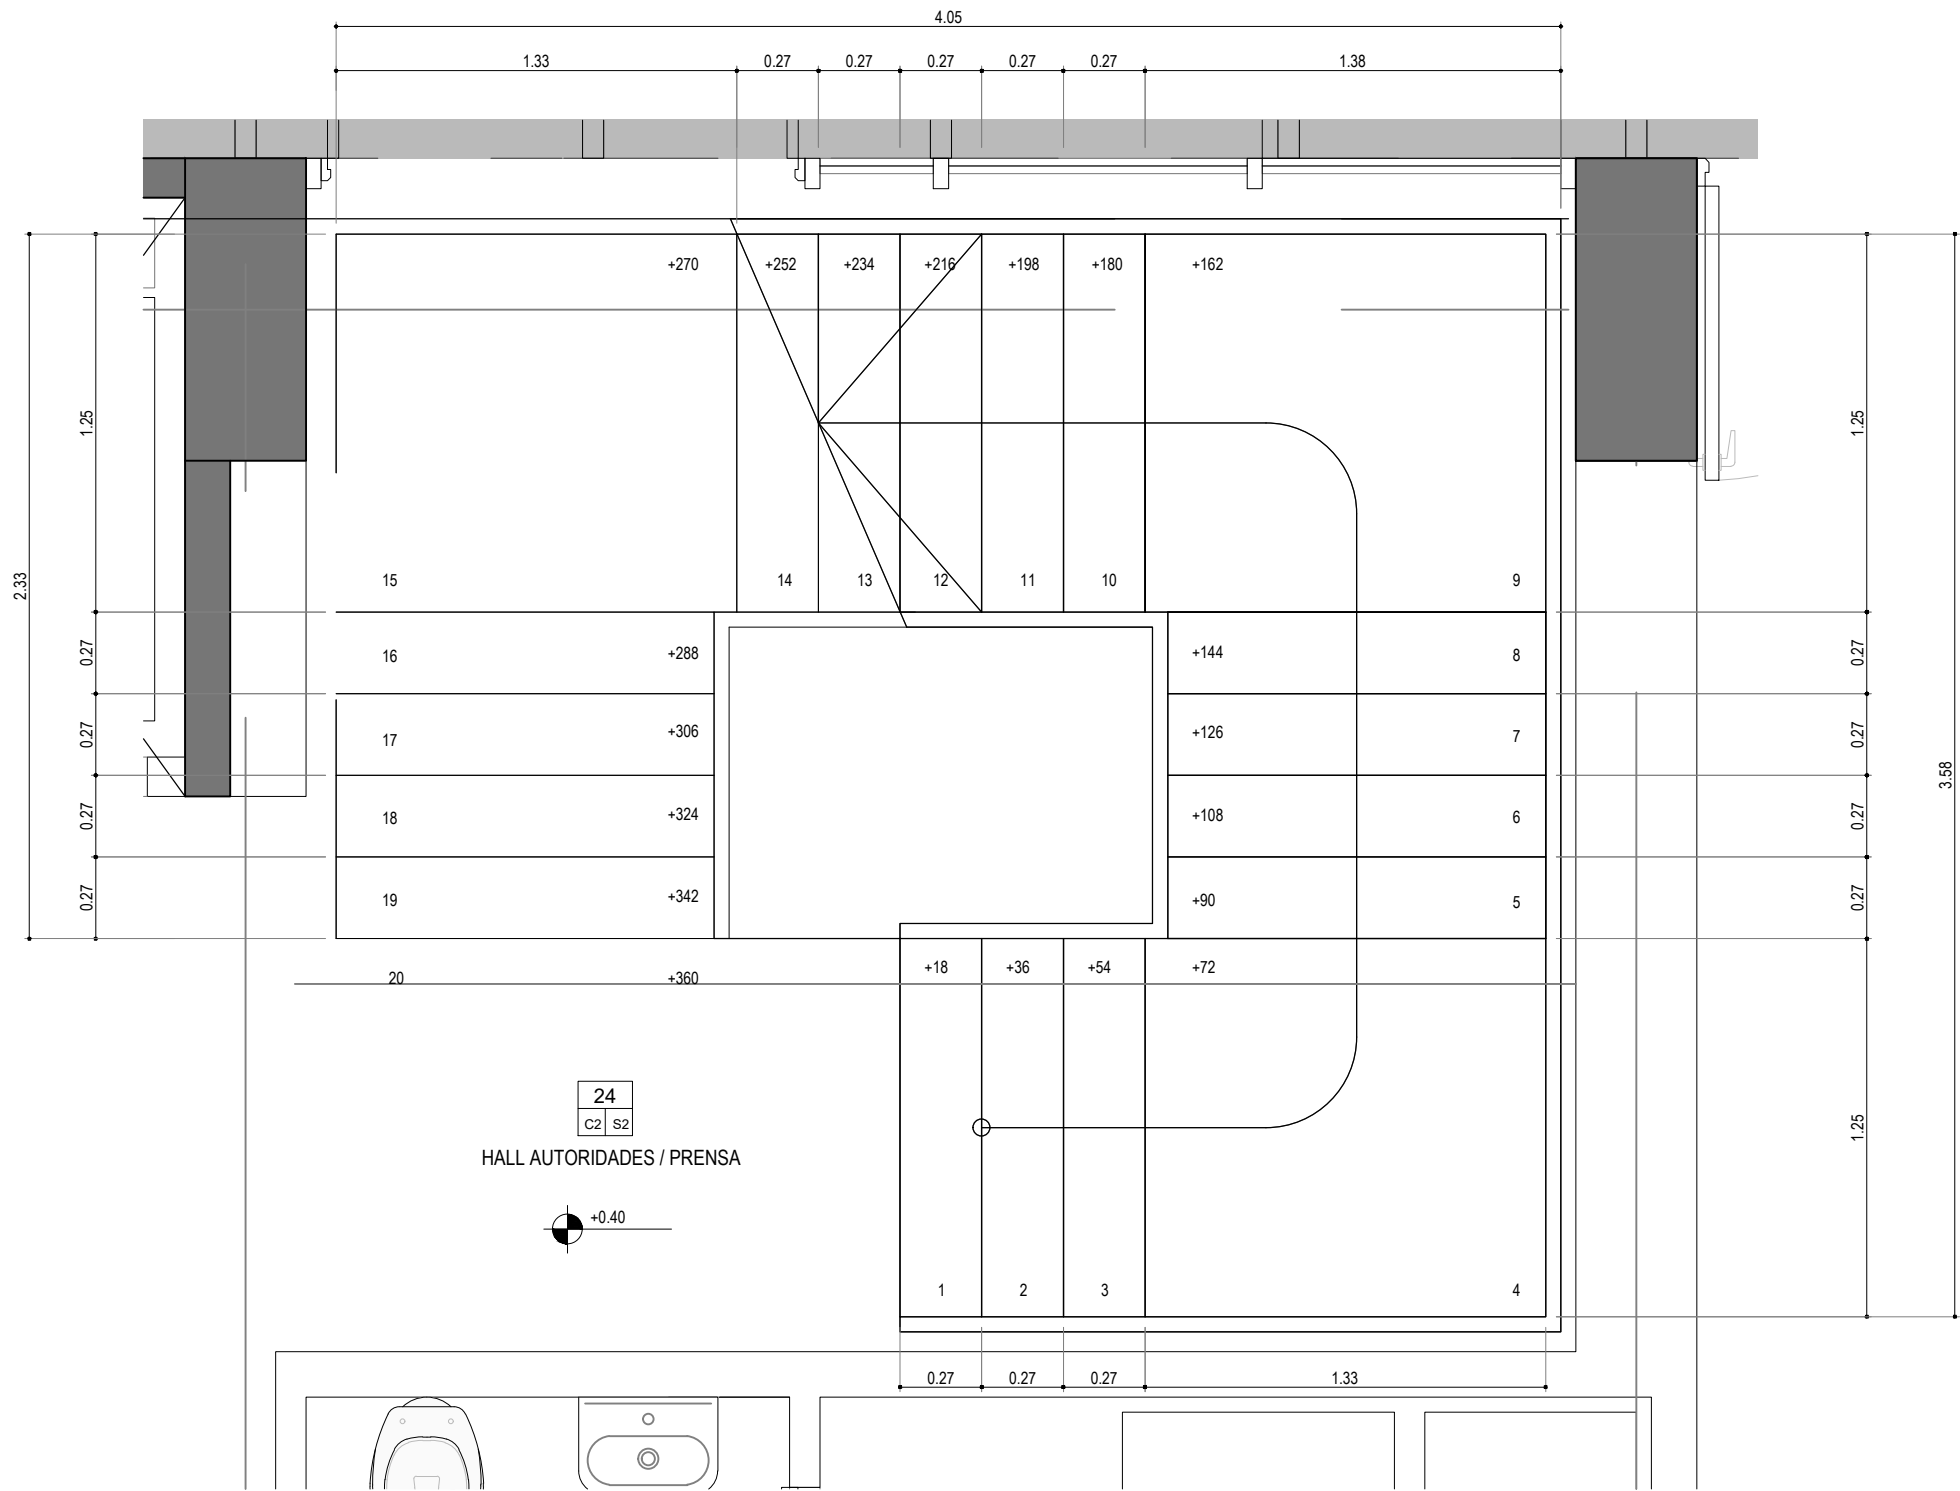 4.05
1.33 0.27 0.27 0.27 0.27 0.27 1.38
+270 +252 +234 +216 +198 +180 +162
1.25 1.25
15 14 13 12 11 10 9
2.33
0.27 16 +288 +144 8 0.27
0.27 17 +306 +126 7 0.27
3.58
0.27 18 +324 +108 6 0.27
0.27 19 +342 +90 5 0.27
20 +360 +18 +36 +54 +72
24
C2 S2
1.25
HALL AUTORIDADES / PRENSA
+0.40
1 2 3 4
0.27 0.27 0.27 1.33